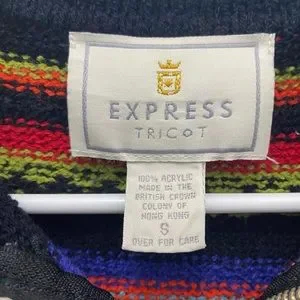 EXPRESS
TRICOT
100% ACRYLIC
MADE IN THE
BRITISH CROWN
COLONY OF
HONG KONG
S
OVER FOR CARE